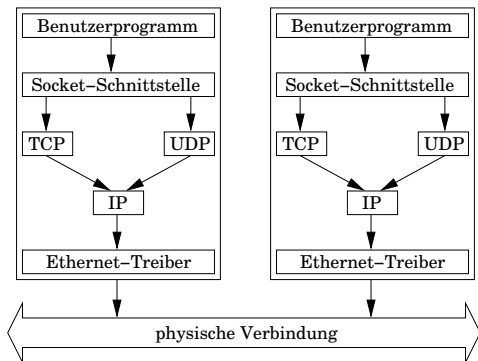 Benutzerprogramm
Socket–Schnittstelle
TCP
UDP
IP
Ethernet–Treiber
Benutzerprogramm
Socket–Schnittstelle
TCP
UDP
IP
Ethernet–Treiber
physische Verbindung